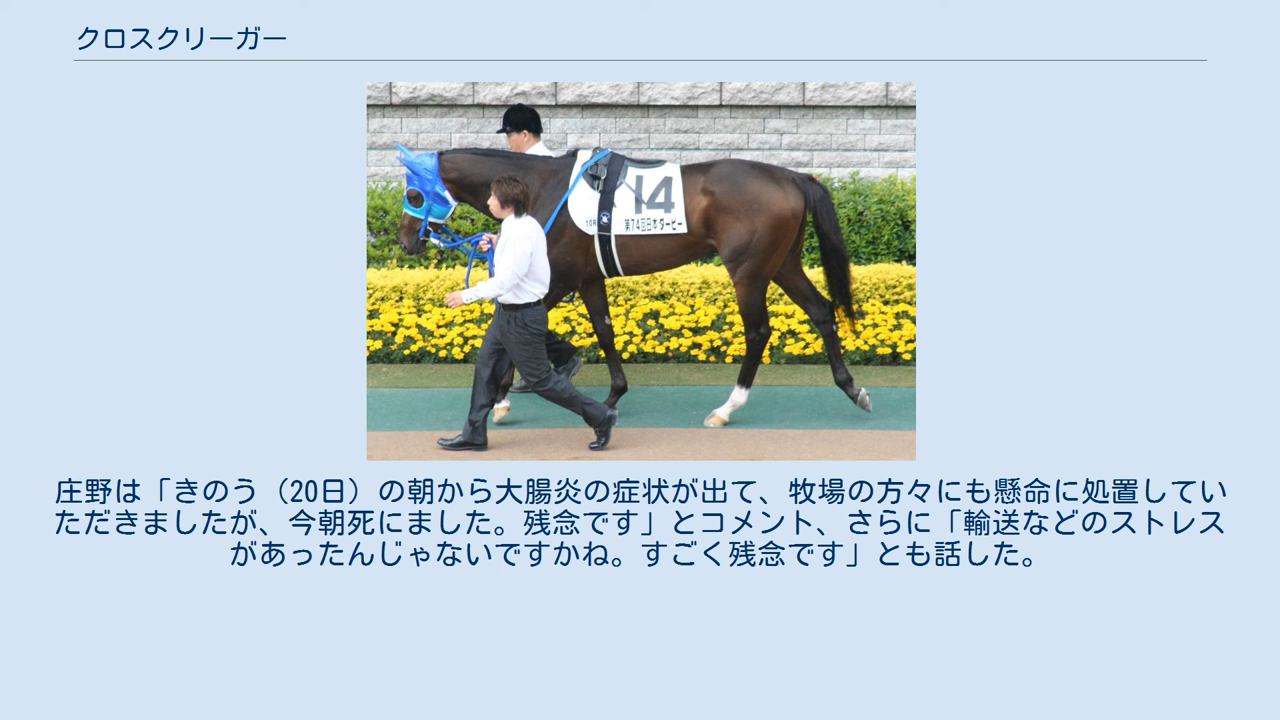 クロスクリーガー
14
第74回日本ダービー
庄野は「きのう（20日）の朝から大腸炎の症状が出て、牧場の方々にも懸命に処置してい
ただきましたが、今朝死にました。残念です」とコメント、さらに「輸送などのストレス
があったんじゃないですかね。すごく残念です」とも話した。